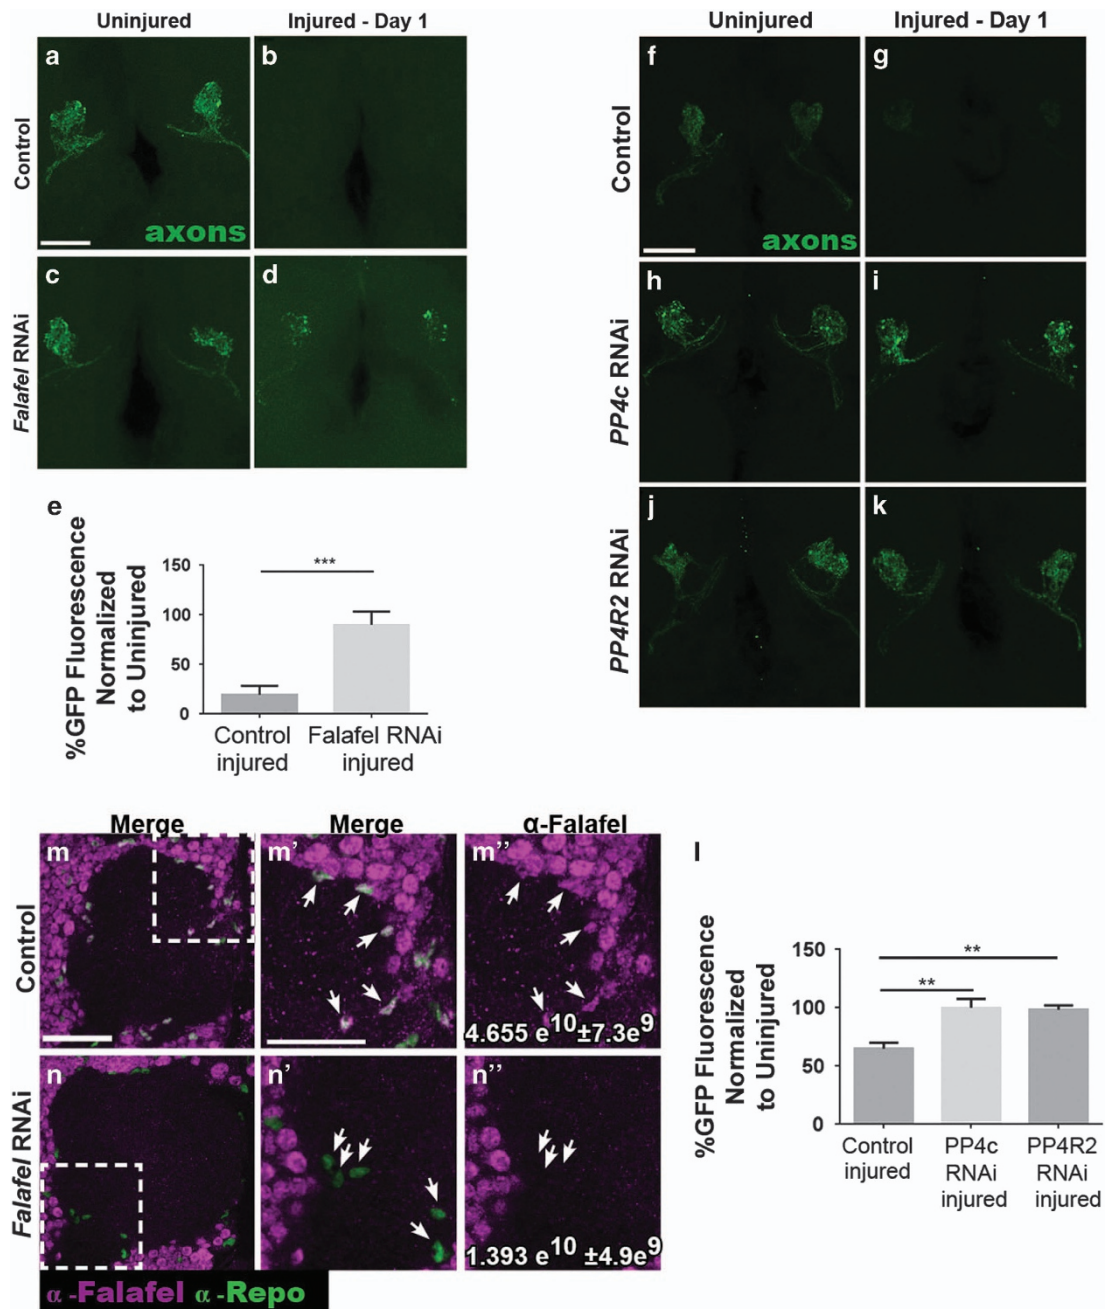 Uninjured
Injured - Day 1
Control
a
b
axons
Falafel RNAi
c
d
e
%GFP Fluorescence
Normalized
to Uninjured
150
100
50
0
***
Control
injured
Falafel RNAi
injured
Uninjured
Injured - Day 1
Control
f
g
axons
PP4c RNAi
h
i
PP4R2 RNAi
j
k
Merge
Merge
α-Falafel
Control
m
m'
m''
4.655 e10 ±7.3e9
Falafel RNAi
n
n'
n''
1.393 e10 ±4.9e9
α -Falafel α -Repo
l
%GFP Fluorescence
Normalized
to Uninjured
150
100
50
0
**
**
Control
injured
PP4c
RNAi
injured
PP4R2
RNAi
injured